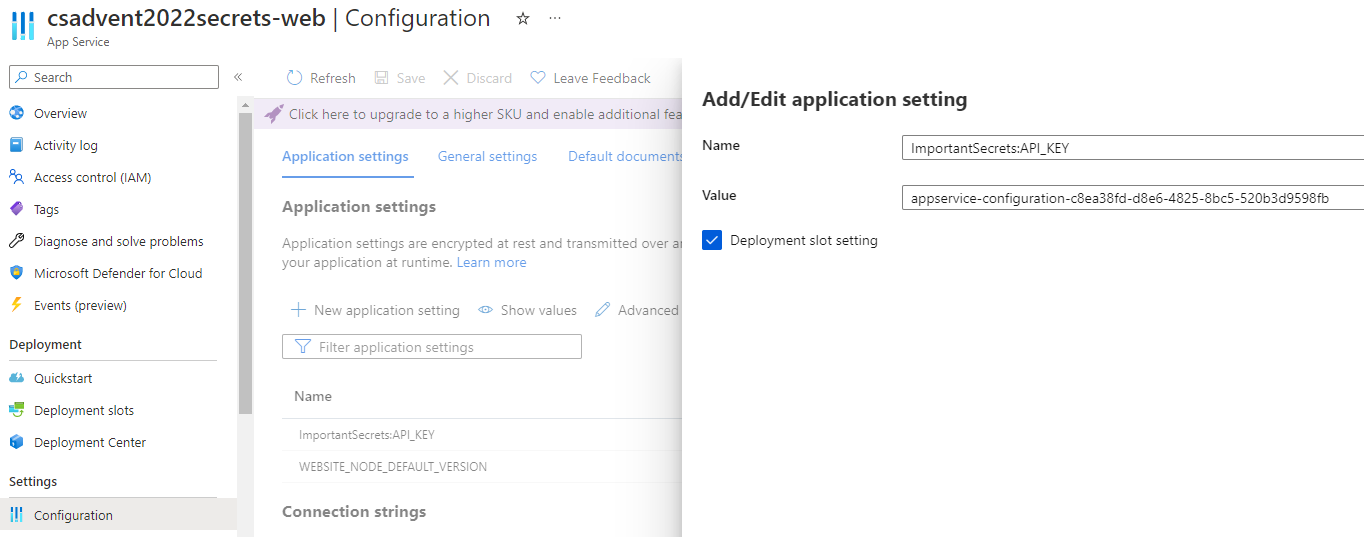 csadvent2022secrets-web | Configuration ☆ ···
App Service
Search
«
Overview
Activity log
Access control (IAM)
Tags
Diagnose and solve problems
Microsoft Defender for Cloud
Events (preview)
Deployment
Quickstart
Deployment slots
Deployment Center
Settings
Configuration
Refresh Save Discard Leave Feedback
Click here to upgrade to a higher SKU and enable additional fea
Application settings General settings Default documents
Application settings
Application settings are encrypted at rest and transmitted over an
your application at runtime. Learn more
New application setting Show values Advanced
Filter application settings
Name
ImportantSecrets:API_KEY
WEBSITE_NODE_DEFAULT_VERSION
Connection strings
Add/Edit application setting
Name ImportantSecrets:API_KEY
Value appservice-configuration-c8ea38fd-d8e6-4825-8bc5-520b3d9598fb
Deployment slot setting